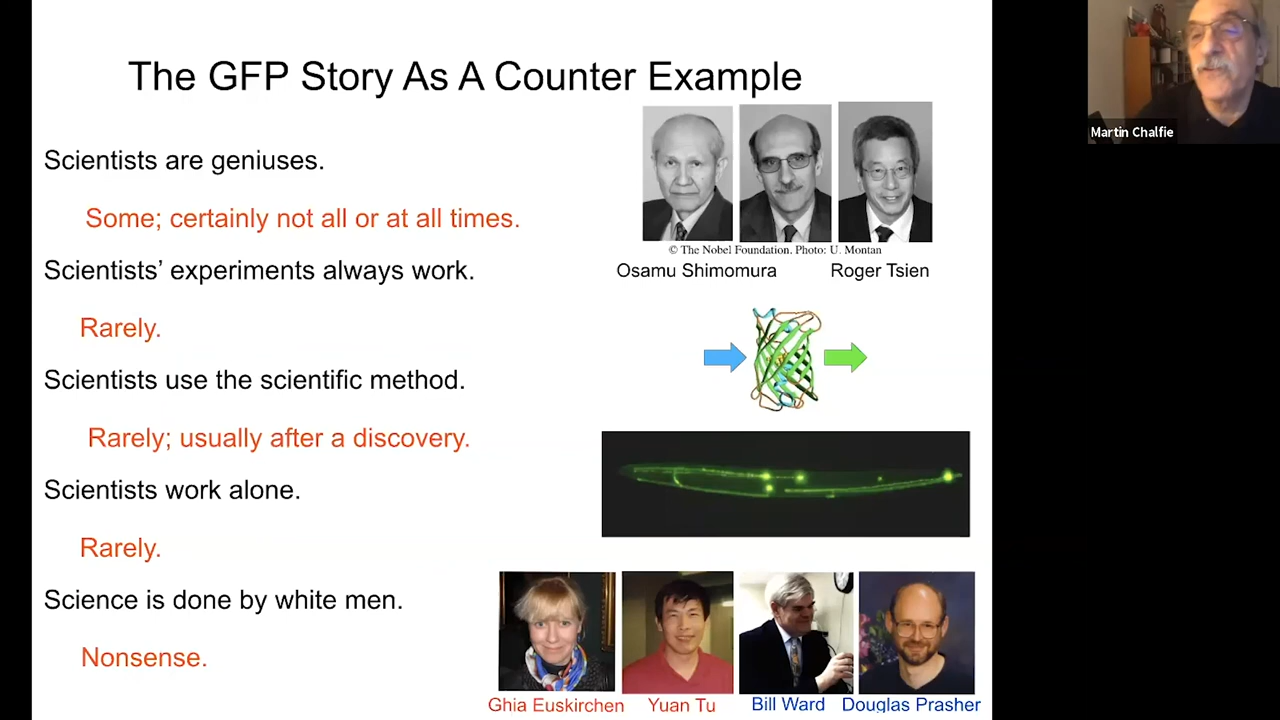 The GFP Story As A Counter Example
Scientists are geniuses.
Some; certainly not all or at all times.
Scientists’ experiments always work.
Rarely.
Scientists use the scientific method.
Rarely; usually after a discovery.
Scientists work alone.
Rarely.
Science is done by white men.
Nonsense.
© The Nobel Foundation. Photo: U. Montan
Osamu Shimomura
Roger Tsien
Ghia Euskirchen
Yuan Tu
Bill Ward
Douglas Prasher
Martin Chalfie